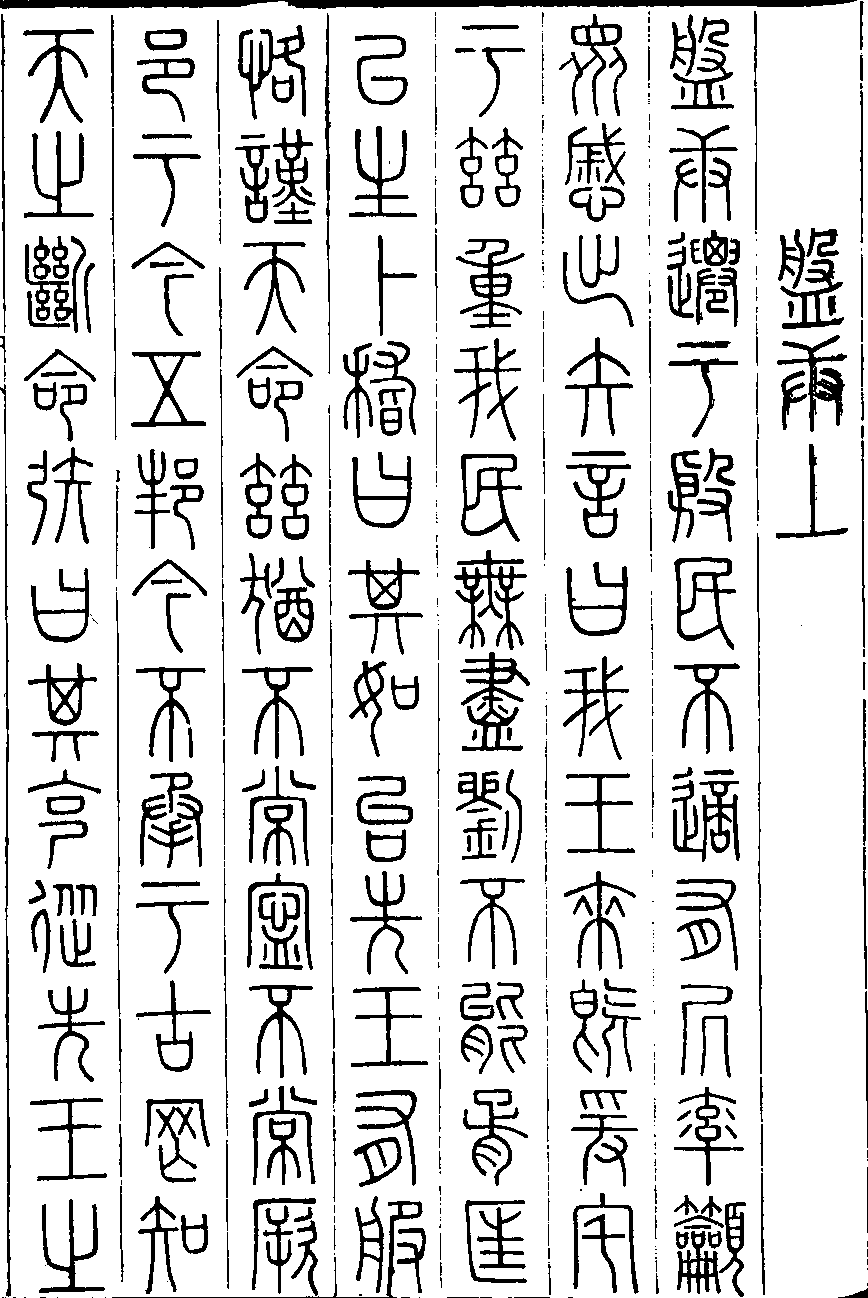 盤庚上
盤庚遷于殷民不適有居率籲
眾慼出矢言曰我王來既爰宅
于茲重我民無盡劉不能胥匡
以生卜稽曰其如台先王有服
恪謹天命茲猶不常寧不常厥
邑于今五邦今不承于古罔知
天之斷命矧曰其克從先王之